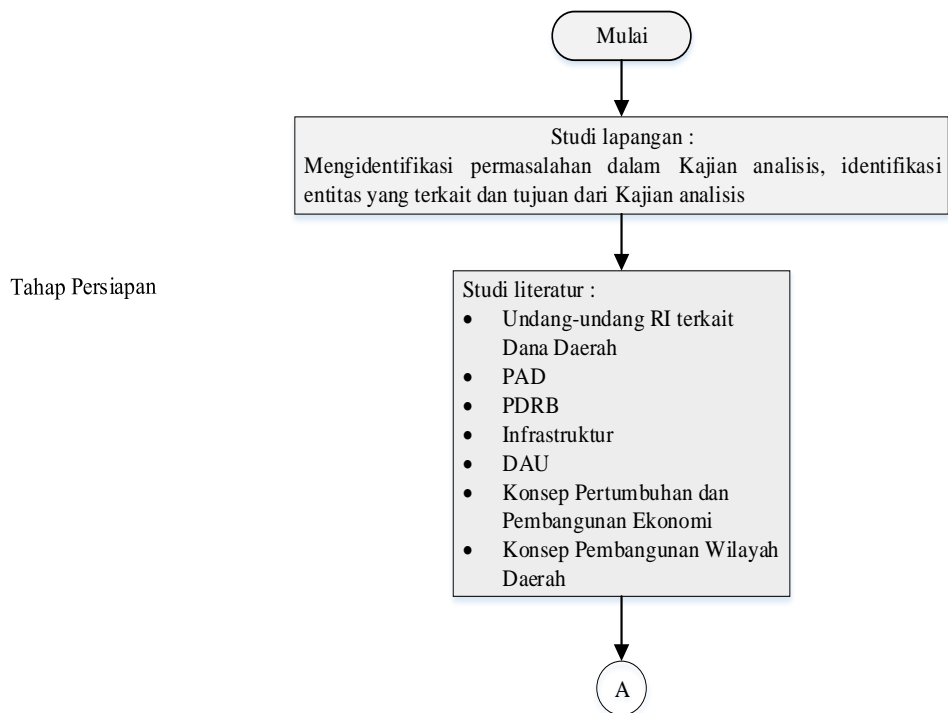 Mulai
Studi lapangan :
Mengidentifikasi permasalahan dalam Kajian analisis, identifikasi
entitas yang terkait dan tujuan dari Kajian analisis
Tahap Persiapan
Studi literatur :
• Undang-undang RI terkait
Dana Daerah
• PAD
• PDRB
• Infrastruktur
• DAU
• Konsep Pertumbuhan dan
Pembangunan Ekonomi
• Konsep Pembangunan Wilayah
Daerah
A